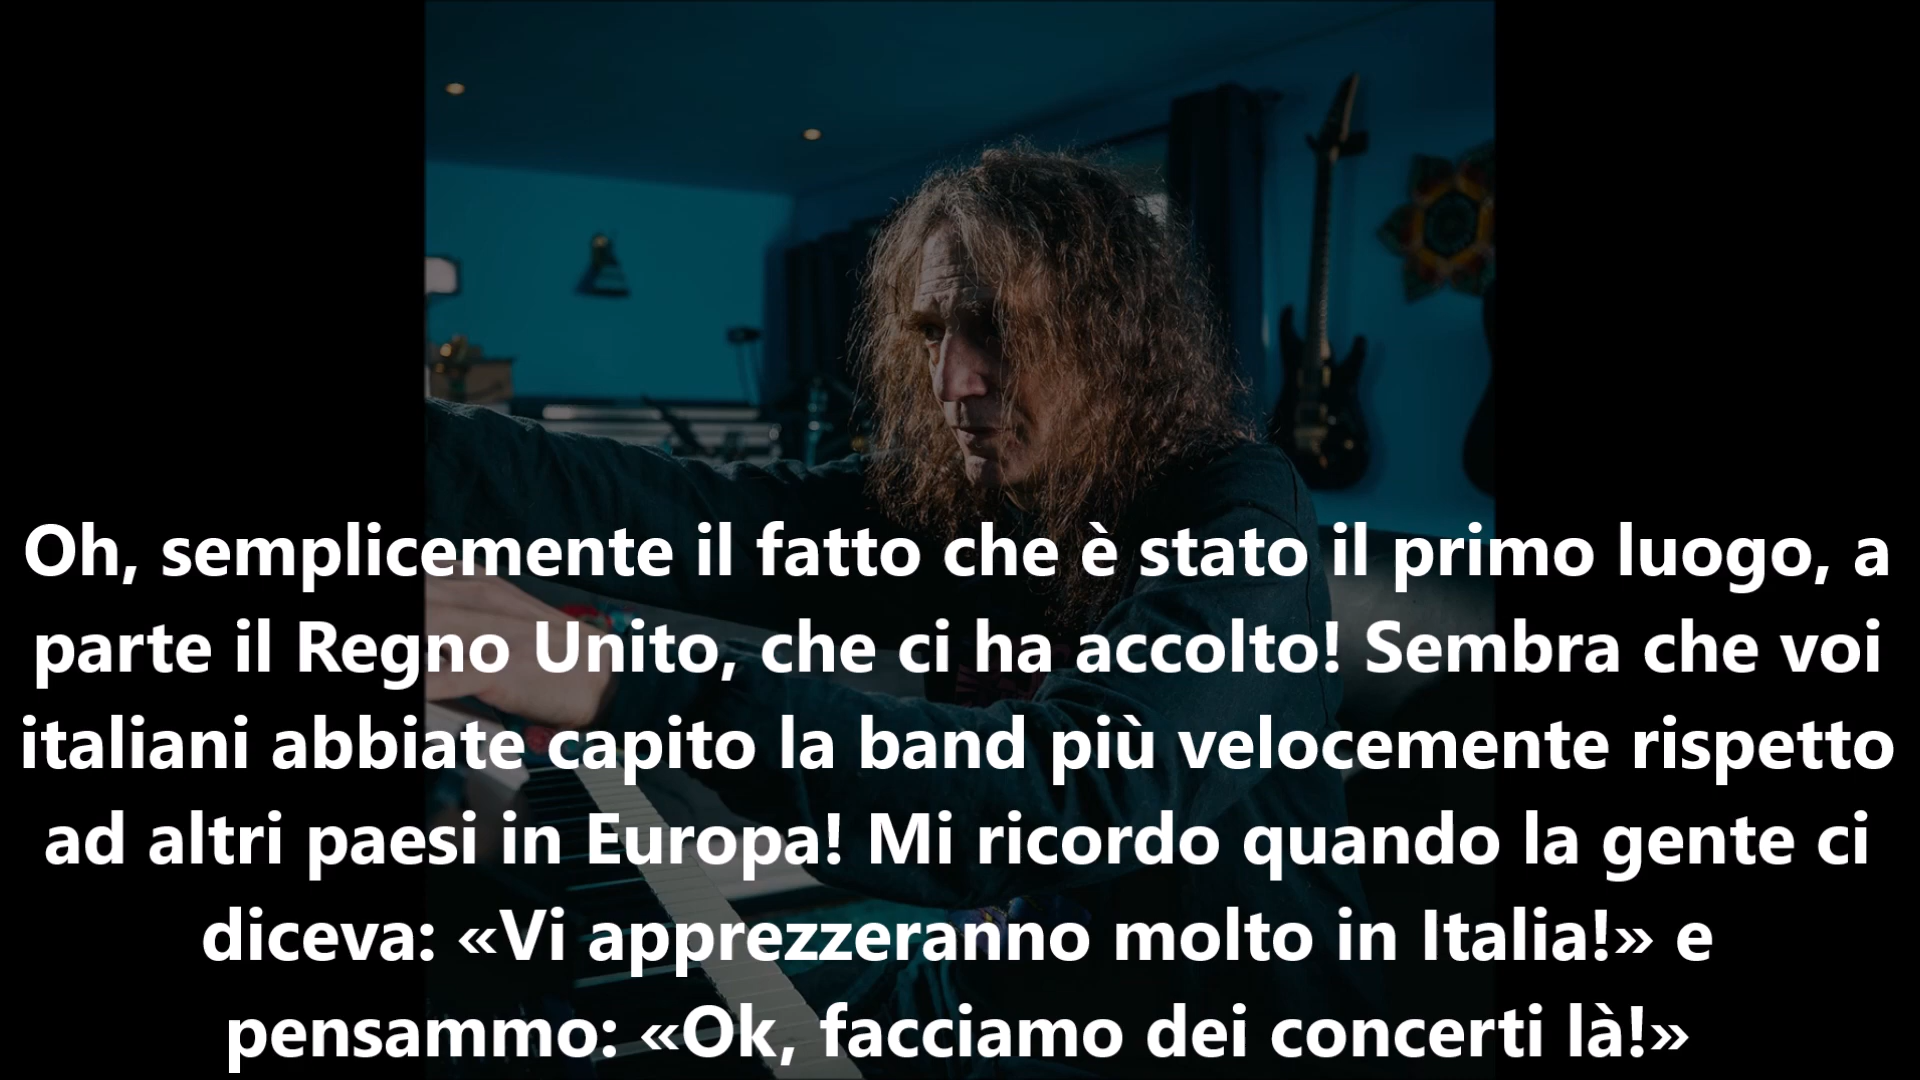 Oh, semplicemente il fatto che è stato il primo luogo, a
parte il Regno Unito, che ci ha accolto! Sembra che voi
italiani abbiate capito la band più velocemente rispetto
ad altri paesi in Europa! Mi ricordo quando la gente ci
diceva: «Vi apprezzeranno molto in Italia!» e
pensammo: «Ok, facciamo dei concerti là!»